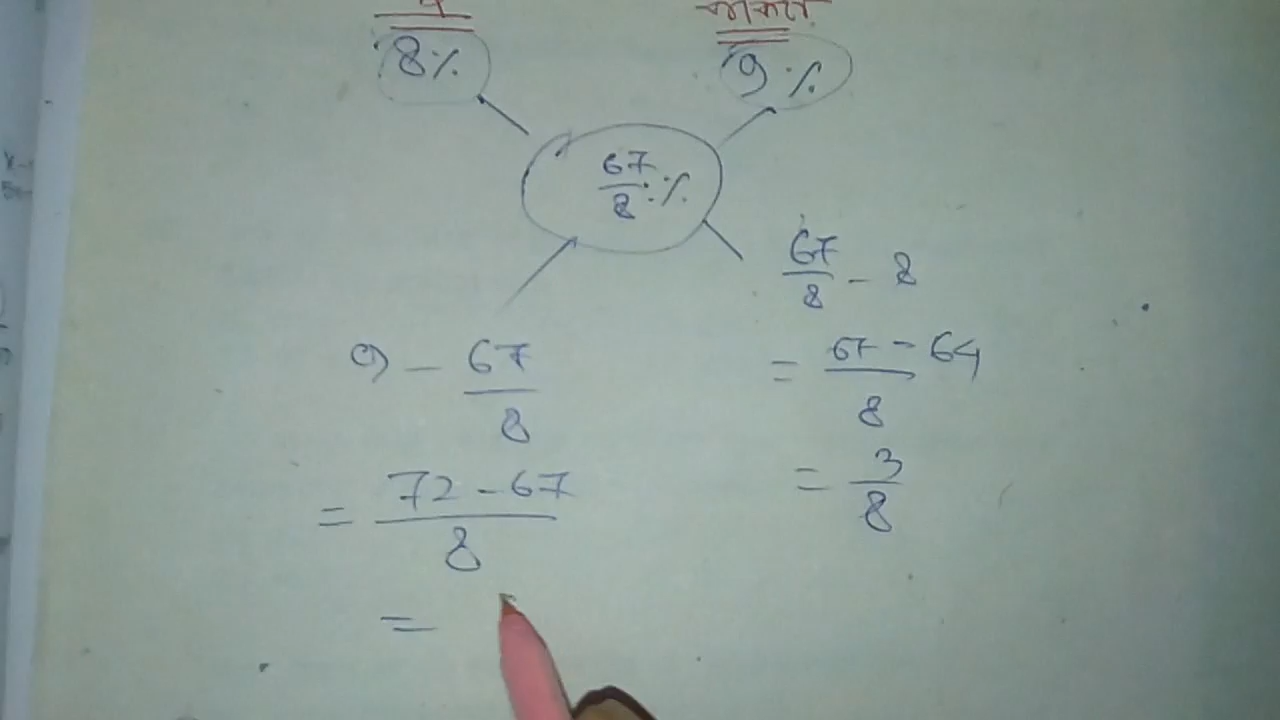 8% 9%
67/8 %
67/8 - 8
9 - 67/8 = 67 - 64/8
= 72 - 67/8 = 3/8
=